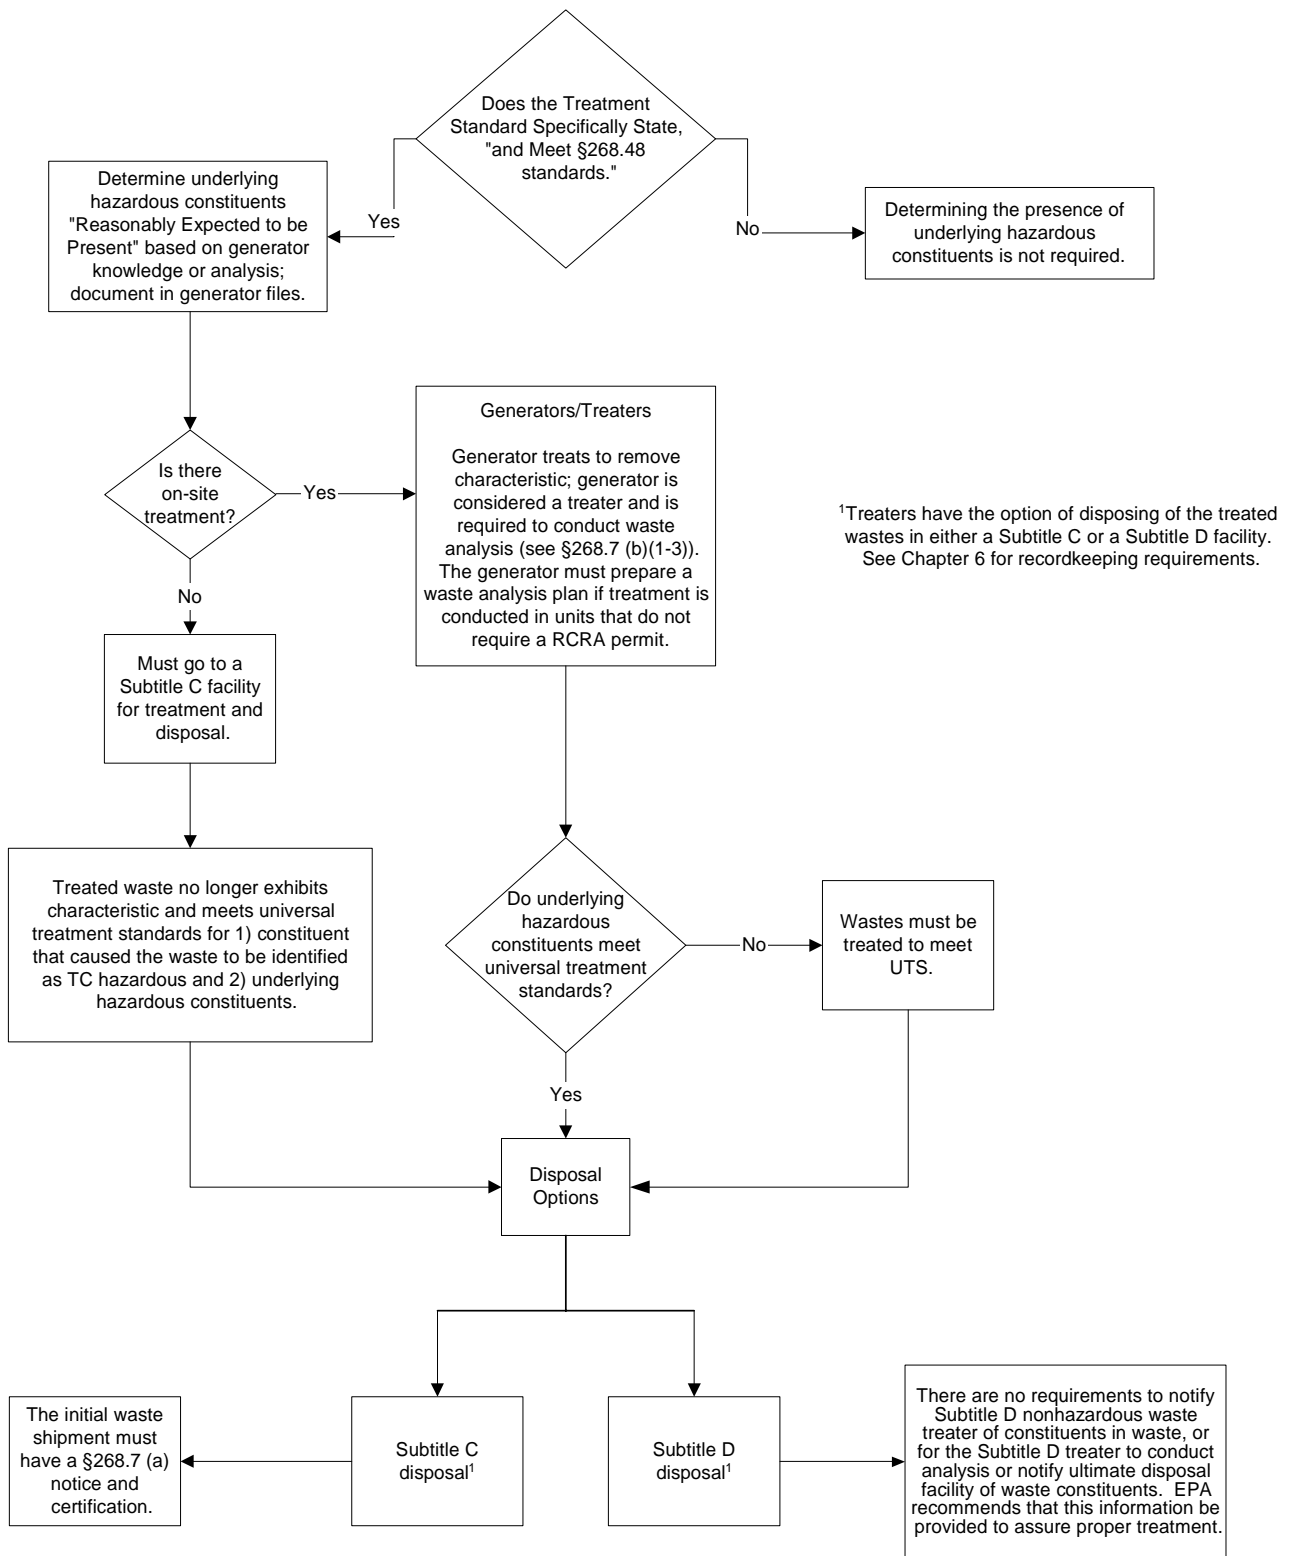 Does the Treatment
Standard Specifically State,
"and Meet §268.48
standards."
Yes
No
Determine underlying
hazardous constituents
"Reasonably Expected to be
Present" based on generator
knowledge or analysis;
document in generator files.
Determining the presence of
underlying hazardous
constituents is not required.
Is there
on-site
treatment?
Yes
No
Generators/Treaters
Generator treats to remove
characteristic; generator is
considered a treater and is
required to conduct waste
analysis (see §268.7 (b)(1-3)).
The generator must prepare a
waste analysis plan if treatment is
conducted in units that do not
require a RCRA permit.
¹Treaters have the option of disposing of the treated
wastes in either a Subtitle C or a Subtitle D facility.
See Chapter 6 for recordkeeping requirements.
Must go to a
Subtitle C facility
for treatment and
disposal.
Treated waste no longer exhibits
characteristic and meets universal
treatment standards for 1) constituent
that caused the waste to be identified
as TC hazardous and 2) underlying
hazardous constituents.
Do underlying
hazardous
constituents meet
universal treatment
standards?
No
Wastes must be
treated to meet
UTS.
Yes
Disposal
Options
The initial waste
shipment must
have a §268.7 (a)
notice and
certification.
Subtitle C
disposal¹
Subtitle D
disposal¹
There are no requirements to notify
Subtitle D nonhazardous waste
treater of constituents in waste, or
for the Subtitle D treater to conduct
analysis or notify ultimate disposal
facility of waste constituents. EPA
recommends that this information be
provided to assure proper treatment.